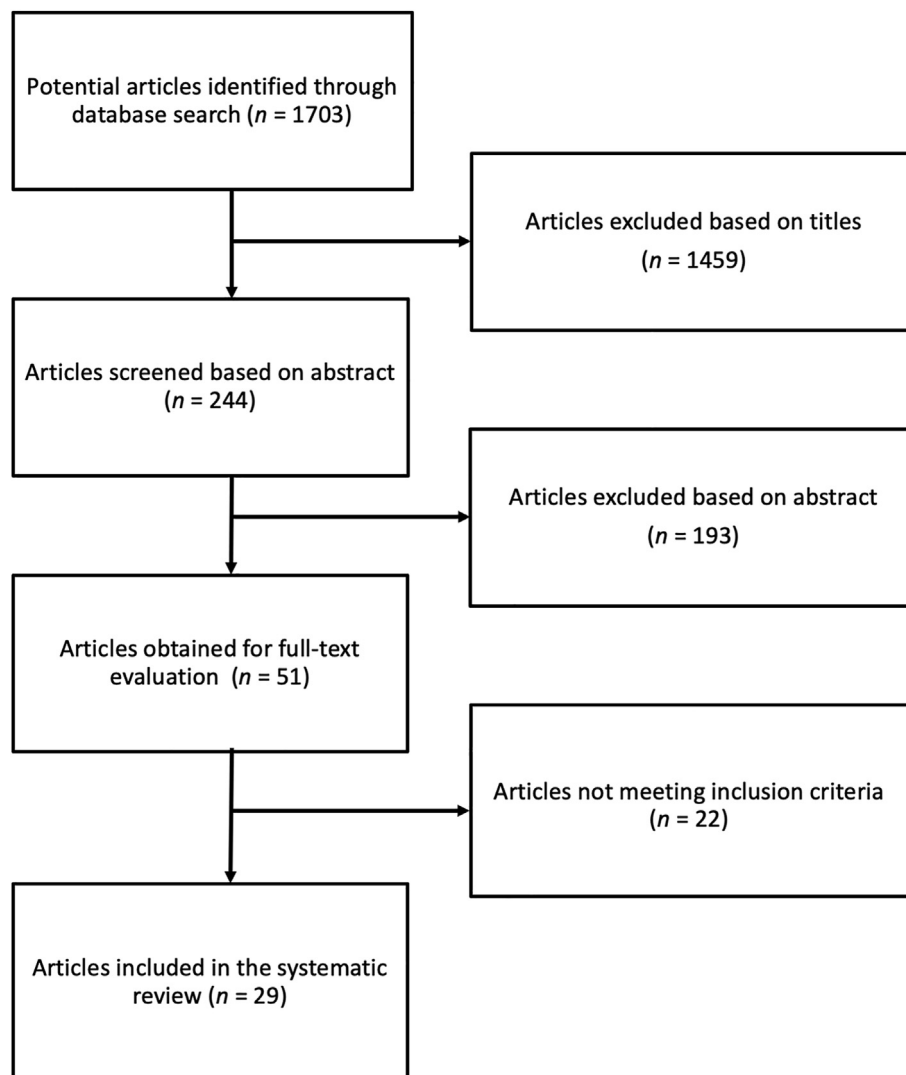 Potential articles identified through
database search (n = 1703)
Articles excluded based on titles
(n = 1459)
Articles screened based on abstract
(n = 244)
Articles excluded based on abstract
(n = 193)
Articles obtained for full-text
evaluation (n = 51)
Articles not meeting inclusion criteria
(n = 22)
Articles included in the systematic
review (n = 29)